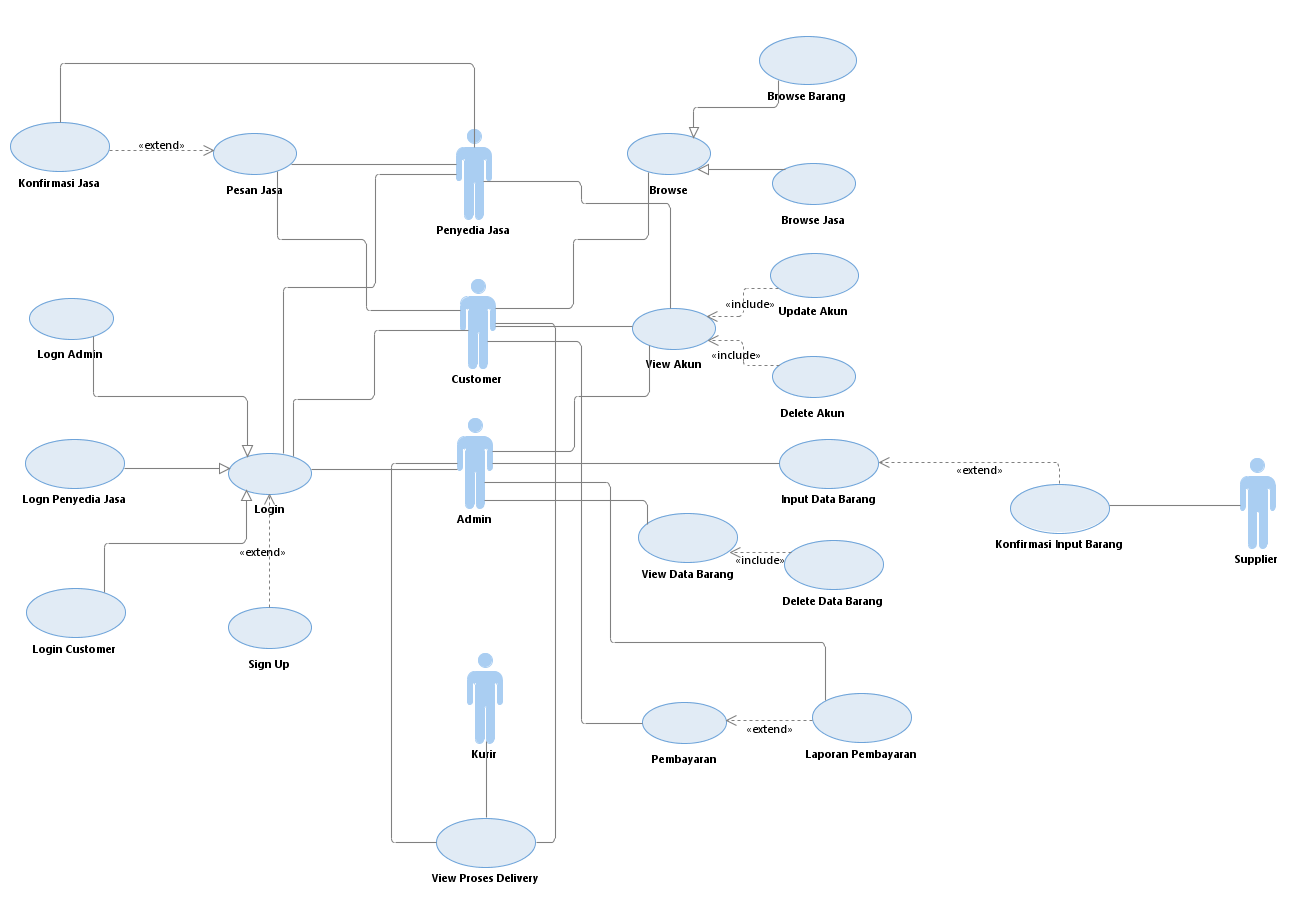 Browse Barang
«extend»
Konfirmasi Jasa
Pesan Jasa
Browse
Browse Jasa
Penyedia Jasa
«include»
Update Akun
Logn Admin
«include»
View Akun
Customer
Delete Akun
«extend»
Logn Penyedia Jasa
Login
Admin
Input Data Barang
Konfirmasi Input Barang
«extend»
«include»
Supplier
View Data Barang
Delete Data Barang
Login Customer
Sign Up
«extend»
Kurir
Pembayaran
Laporan Pembayaran
View Proses Delivery